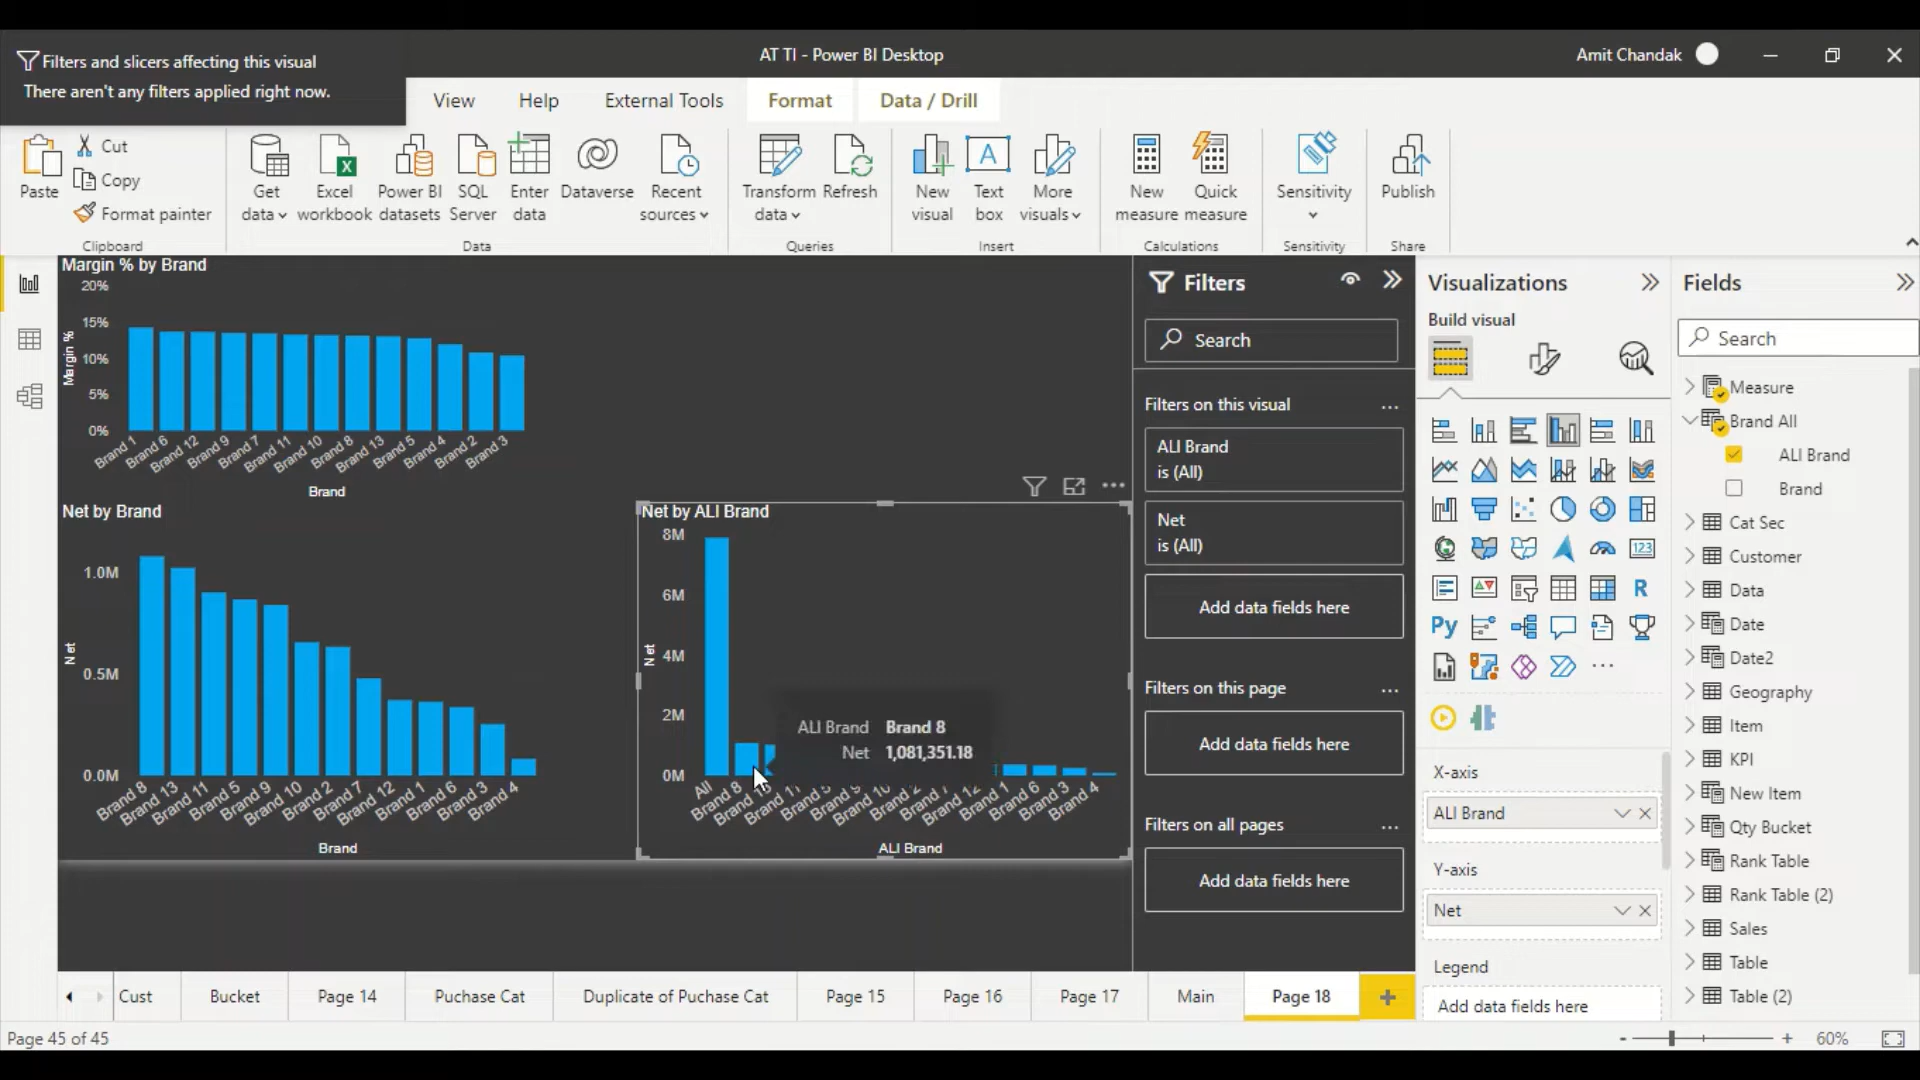 Filters and slicers affecting this visual
There aren't any filters applied right now.
AT TI - Power BI Desktop
Amit Chandak
View Help External Tools Format Data / Drill
Paste
Cut
Copy
Format painter
Clipboard
Get data
Excel workbook
Power BI datasets
SQL Server
Enter data
Dataverse
Recent sources
Data
Transform data
Refresh
Queries
New visual
Text box
More visuals
Insert
New measure
Quick measure
Calculations
Sensitivity
Sensitivity
Publish
Share
Margin % by Brand
20%
15%
10%
5%
0%
Margin %
Brand 1
Brand 6
Brand 12
Brand 9
Brand 7
Brand 11
Brand 10
Brand 8
Brand 13
Brand 5
Brand 4
Brand 2
Brand 3
Brand
Net by Brand
1.0M
0.5M
0.0M
Net
Brand 8
Brand 13
Brand 11
Brand 5
Brand 9
Brand 10
Brand 2
Brand 7
Brand 12
Brand 1
Brand 6
Brand 3
Brand 4
Brand
Net by ALI Brand
8M
6M
4M
2M
0M
Net
ALI Brand Brand 8
Net 1,081,351.18
All
Brand 8
Brand 12
Brand 1
Brand 6
Brand 3
Brand 4
ALI Brand
Filters
Search
Filters on this visual
ALI Brand
is (All)
Net
is (All)
Add data fields here
Filters on this page
Add data fields here
Filters on all pages
Add data fields here
Visualizations
Build visual
123
R
Py
X-axis
ALI Brand
Y-axis
Net
Legend
Add data fields here
Fields
Search
Measure
Brand All
ALI Brand
Brand
Cat Sec
Customer
Data
Date
Date2
Geography
Item
KPI
New Item
Qty Bucket
Rank Table
Rank Table (2)
Sales
Table
Table (2)
Cust Bucket Page 14 Puchase Cat Duplicate of Puchase Cat Page 15 Page 16 Page 17 Main Page 18
Page 45 of 45
60%